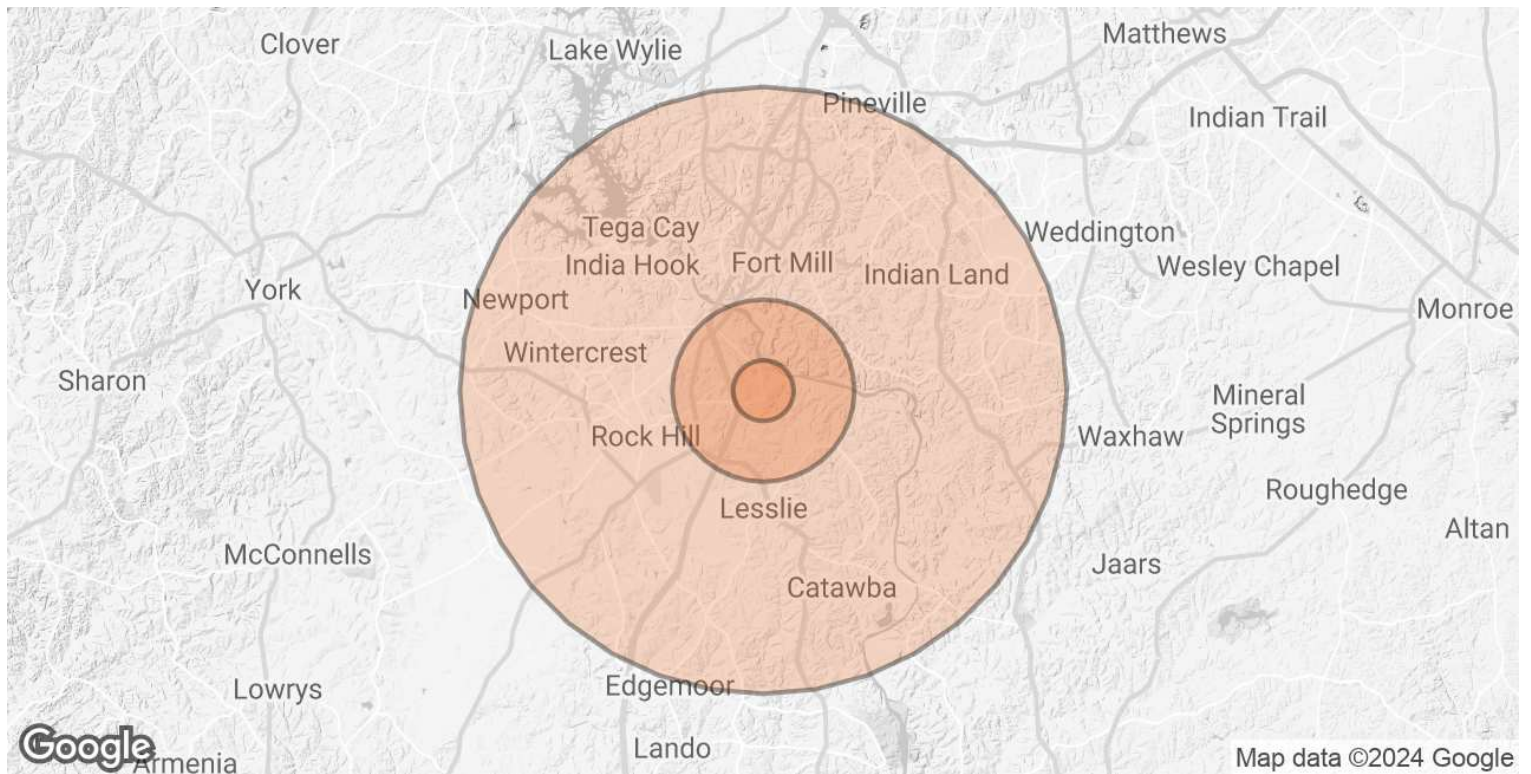 Clover
Lake Wylie
Matthews
Pineville
Indian Trail
Tega Cay
Weddington
India Hook
Fort Mill
Indian Land
Wesley Chapel
York
Newport
Monroe
Wintercrest
Sharon
Mineral
Springs
Rock Hill
Waxhaw
Roughedge
Lesslie
Altan
McConnells
Jaars
Catawba
Lowrys
Edgemoor
Lando
Google
Armenia
Map data ©2024 Google